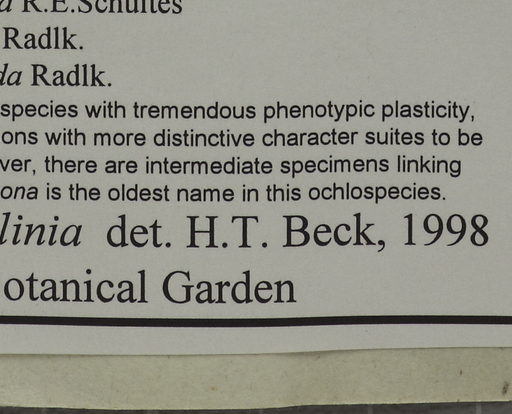 a R.E.Schultes
Radlk.
da Radlk.
species with tremendous phenotypic plasticity,
ons with more distinctive character suites to be
ver, there are intermediate specimens linking
ona is the oldest name in this ochlospecies.
linia det. H.T. Beck, 1998
otanical Garden